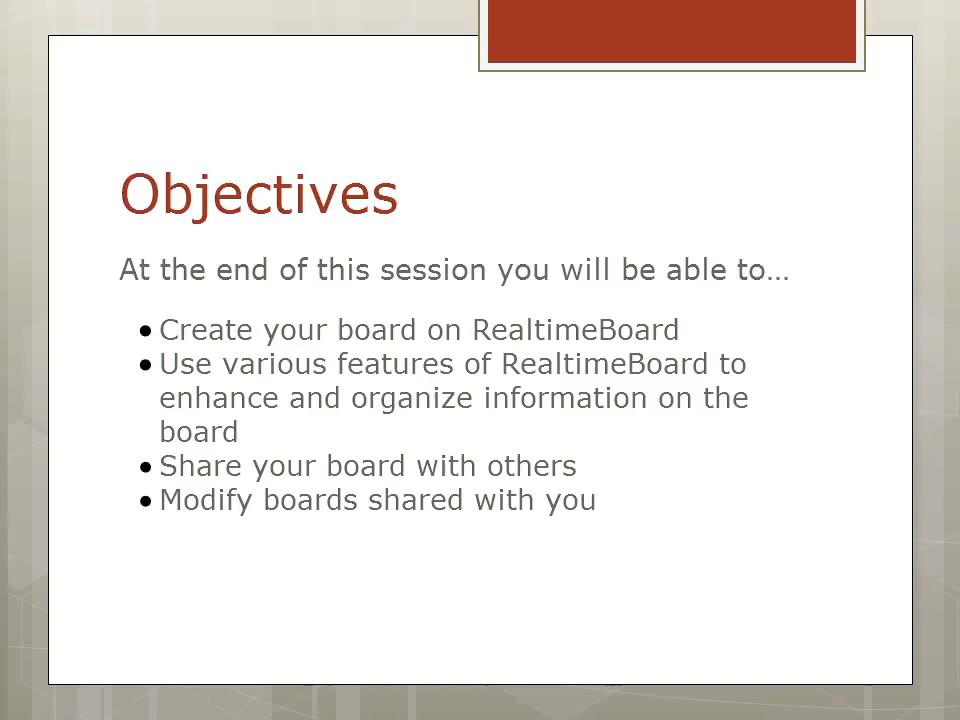 Objectives
At the end of this session you will be able to…
• Create your board on RealtimeBoard
• Use various features of RealtimeBoard to
enhance and organize information on the
board
• Share your board with others
• Modify boards shared with you